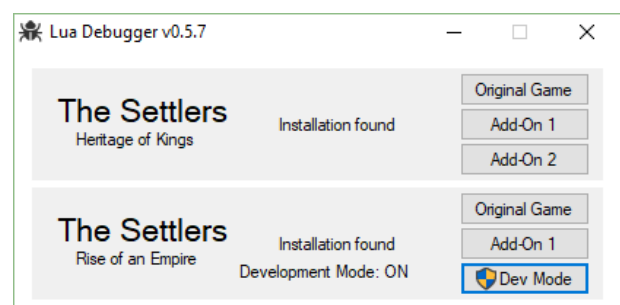 Lua Debugger v0.5.7
Original Game
The Settlers
Heritage of Kings
Installation found
Add-On 1
Add-On 2
Original Game
The Settlers
Rise of an Empire
Installation found
Add-On 1
Development Mode: ON
Dev Mode